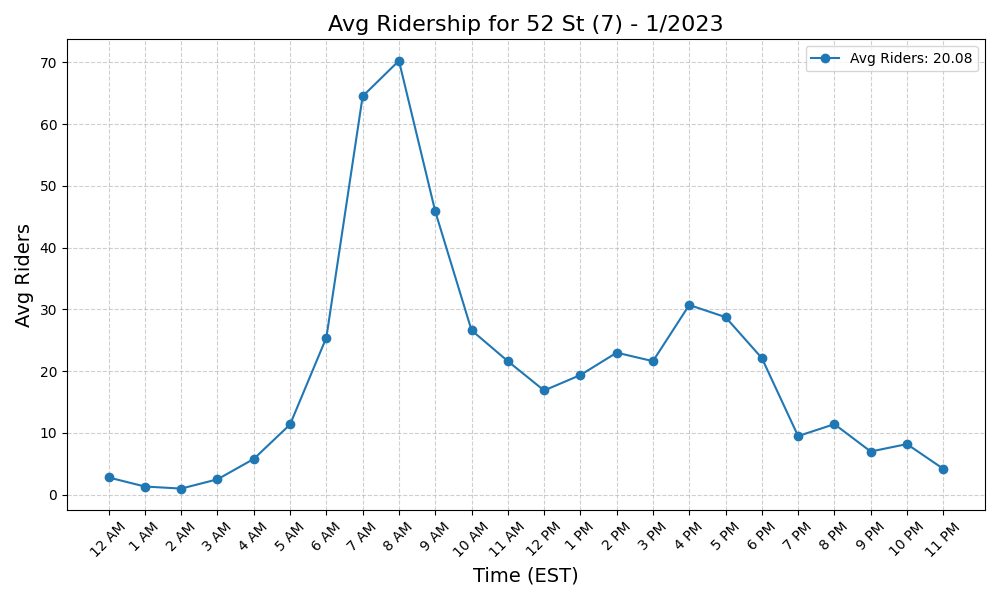 Avg Ridership for 52 St (7) - 1/2023
Avg Riders: 20.08
Avg Riders
70
60
50
40
30
20
10
0
12 AM
1 AM
2 AM
3 AM
4 AM
5 AM
6 AM
7 AM
8 AM
9 AM
10 AM
11 AM
12 PM
1 PM
2 PM
3 PM
4 PM
5 PM
6 PM
7 PM
8 PM
9 PM
10 PM
11 PM
Time (EST)